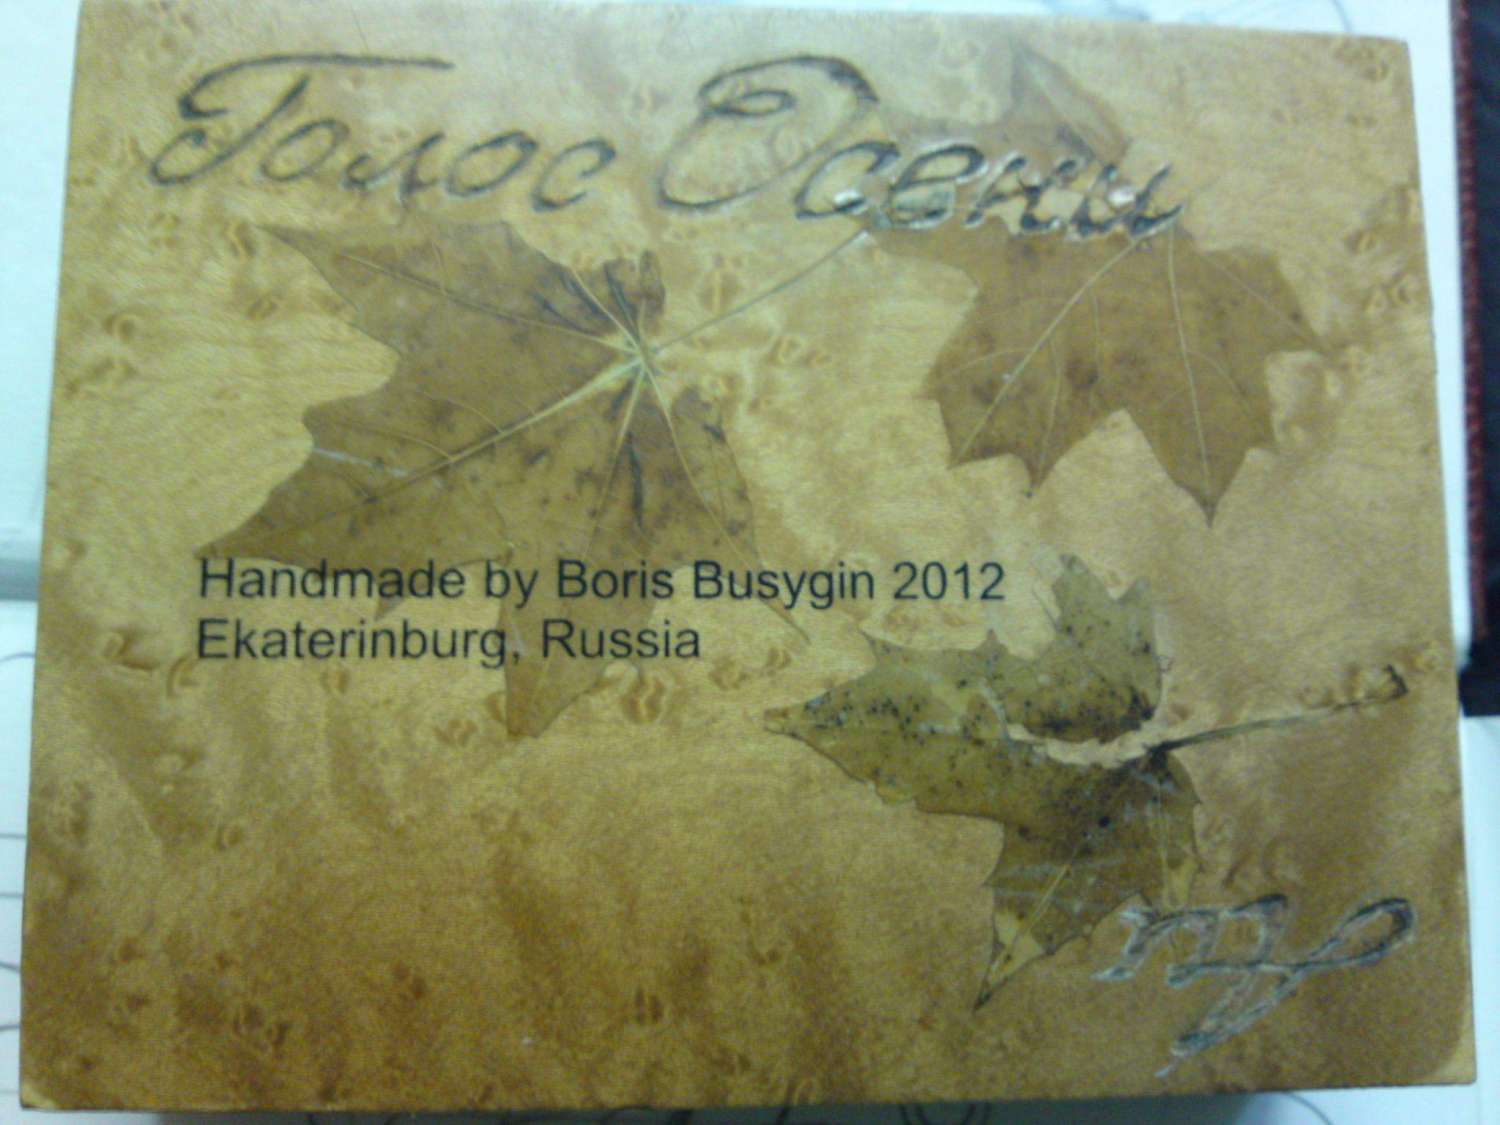 Голос Осени
Handmade by Boris Busygin 2012
Ekaterinburg, Russia